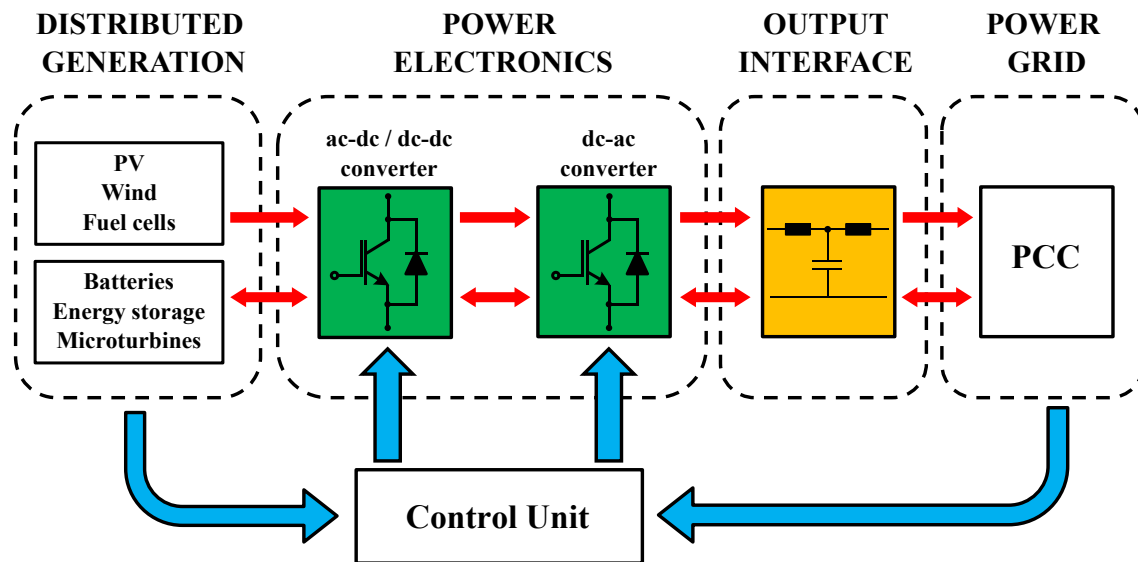 DISTRIBUTED
GENERATION
POWER
ELECTRONICS
OUTPUT
INTERFACE
POWER
GRID
PV
Wind
Fuel cells
Batteries
Energy storage
Microturbines
ac-dc / dc-dc
converter
dc-ac
converter
PCC
Control Unit